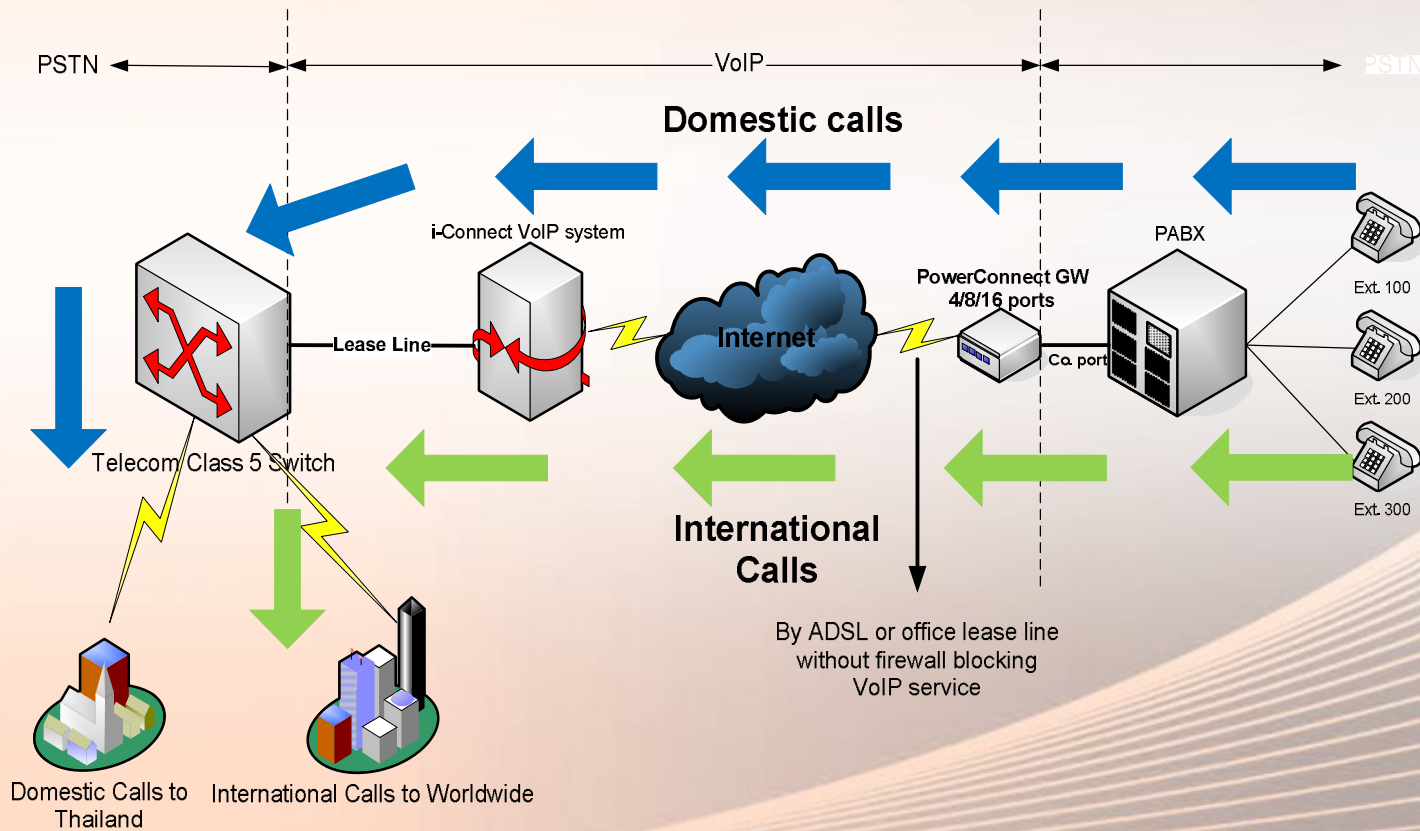 PSTN
VoIP
PSTN
Domestic calls
i-Connect VoIP system
PABX
PowerConnect GW
4/8/16 ports
Ext. 100
Internet
Lease Line
Co. port
Ext. 200
Telecom Class 5 Switch
Ext. 300
International
Calls
By ADSL or office lease line
without firewall blocking
VoIP service
Domestic Calls to
Thailand
International Calls to Worldwide